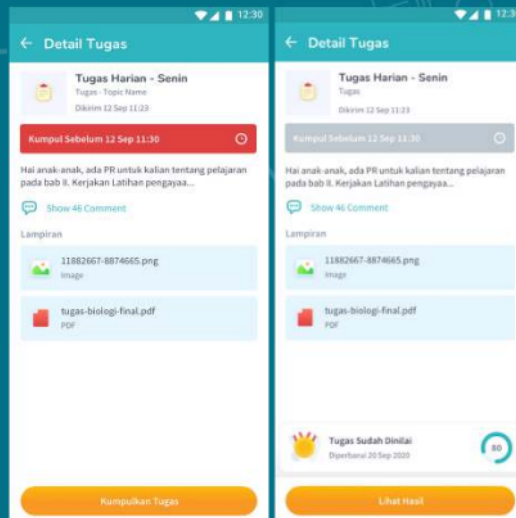 12:30
Detail Tugas
Tugas Harian - Senin
Tugas - Topic Name
Dikirim 12 Sep 11:23
Kumpul Sebelum 12 Sep 11:30
Hai anak-anak, ada PR untuk kalian tentang pelajaran
pada bab II. Kerjakan Latihan pengayaa...
Show 46 Comment
Lampiran
11882667-8874665.png
Image
tugas-biologi-final.pdf
PDF
Kumpulkan Tugas
12:30
Detail Tugas
Tugas Harian - Senin
Tugas
Dikirim 12 Sep 11:23
Kumpul Sebelum 12 Sep 11:30
Hai anak-anak, ada PR untuk kalian tentang pelajaran
pada bab II. Kerjakan Latihan pengayaa...
Show 46 Comment
Lampiran
11882667-8874665.png
Image
tugas-biologi-final.pdf
PDF
Tugas Sudah Dinilai
Diperbarui 20 Sep 2020
80
Lihat Hasil